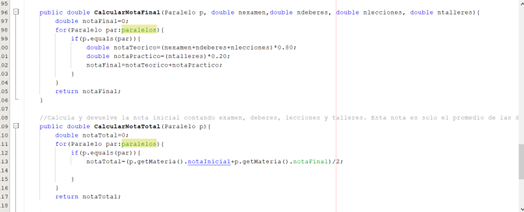 95
96 public double CalcularNotaFinal(Paralelo p, double nexamen,double ndeberes, double nlecciones, double ntalleres){
97 double notaFinal=0;
98 for(Paralelo par:paralelos){
99 if(p.equals(par)){
00 double notaTeorico=(nexamen+ndeberes+nlecciones)*0.80;
01 double notaPractico=(ntalleres)*0.20;
02 notaFinal=notaTeorico+notaPractico;
03 }
04 }
05 return notaFinal;
06 }
07
08 //Calcula y devuelve la nota inicial contando examen, deberes, lecciones y talleres. Esta nota es solo el promedio de las
09 public double CalcularNotaTotal(Paralelo p){
10 double notaTotal=0;
11 for(Paralelo par:paralelos){
12 if(p.equals(par)){
13 notaTotal=(p.getMateria().notaInicial+p.getMateria().notaFinal)/2;
14
15 }
16 }
17 return notaTotal;
18